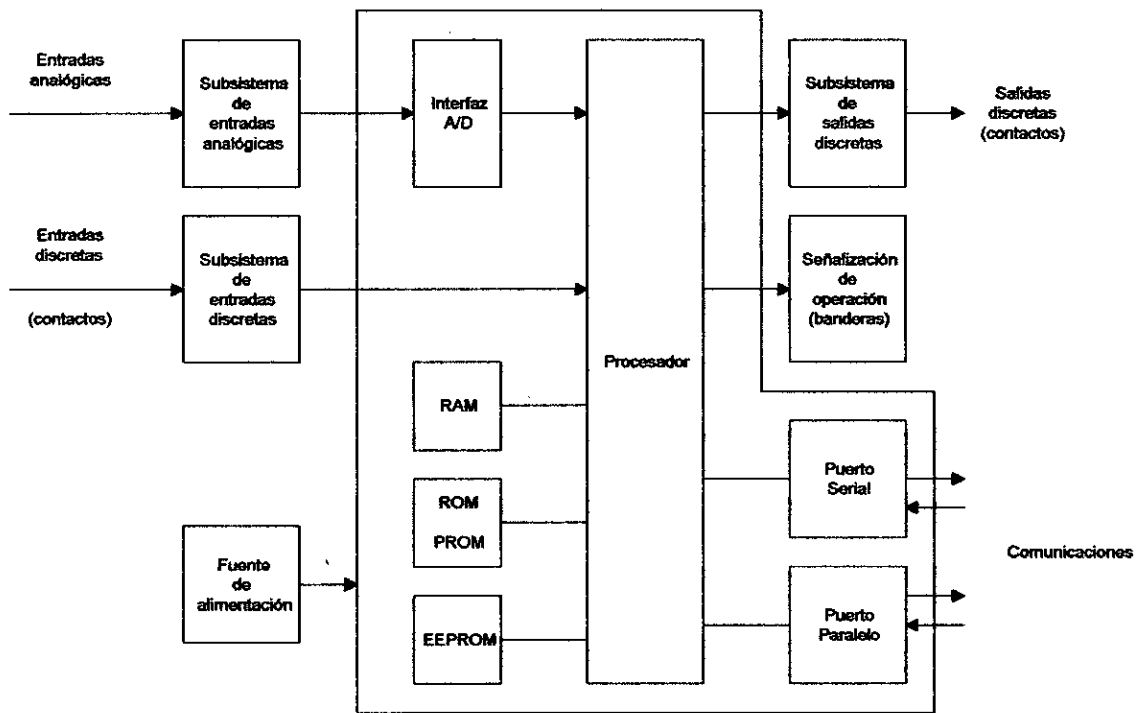 Entradas
analógicas
Subsistema
de
entradas
analógicas
Interfaz
A/D
Subsistema
de
salidas
discretas
Salidas
discretas
(contactos)
Entradas
discretas
(contactos)
Subsistema
de
entradas
discretas
Señalización
de
operación
(banderas)
Procesador
RAM
ROM
PROM
EEPROM
Fuente
de
alimentación
Puerto
Serial
Puerto
Paralelo
Comunicaciones